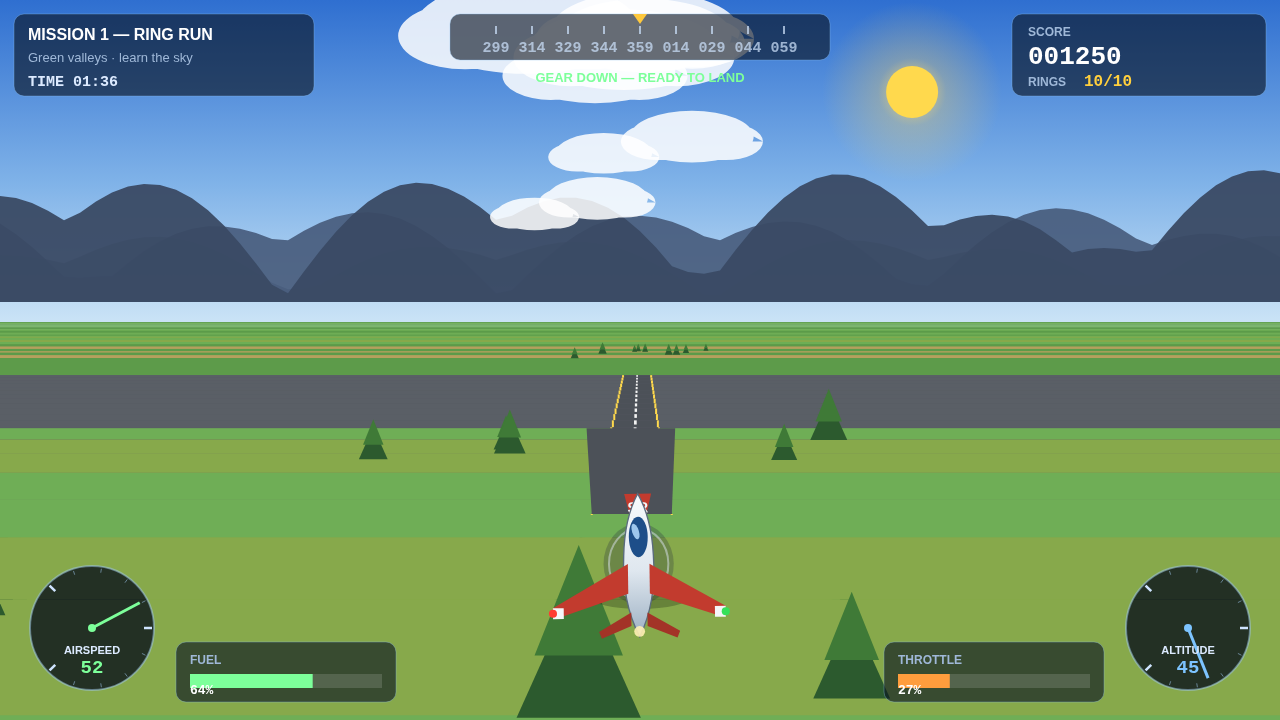 MISSION 1 — RING RUN
Green valleys · learn the sky
TIME 01:36
299 314 329 344 359 014 029 044 059
GEAR DOWN — READY TO LAND
SCORE
001250
RINGS 10/10
AIRSPEED
52
FUEL
64%
THROTTLE
27%
ALTITUDE
45